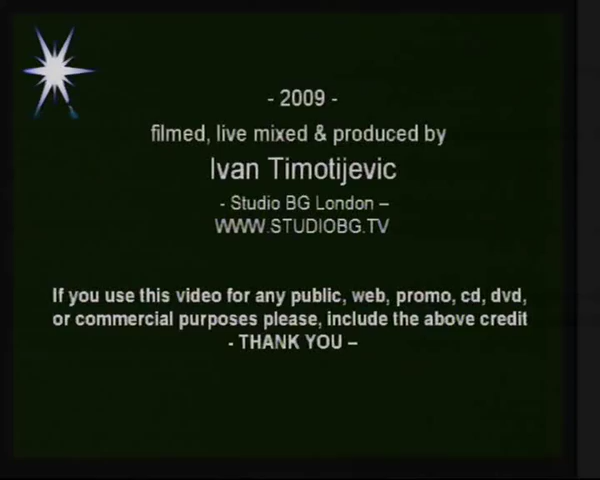 - 2009 -
filmed, live mixed & produced by
Ivan Timotijevic
- Studio BG London –
WWW.STUDIOBG.TV
If you use this video for any public, web, promo, cd, dvd,
or commercial purposes please, include the above credit
- THANK YOU –